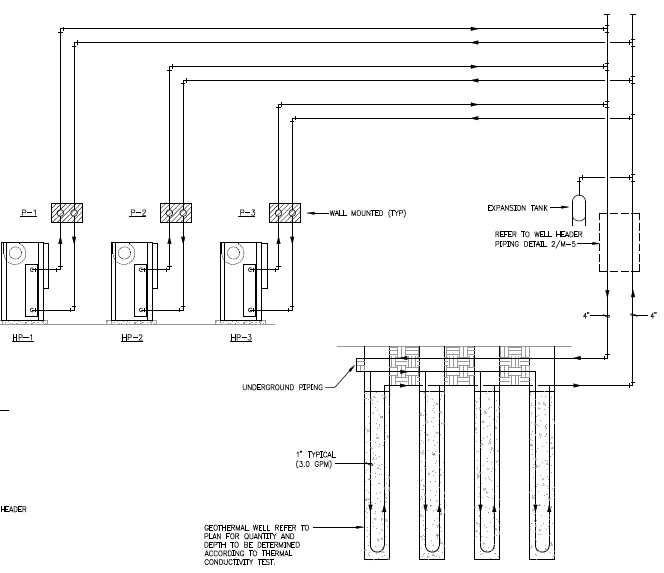 P-1
P-2
P-3
WALL MOUNTED (TYP)
EXPANSION TANK
REFER TO WELL HEADER
PIPING DETAIL 2/M-5
HP-1
HP-2
HP-3
4"
4"
UNDERGROUND PIPING
1" TYPICAL
(3.0 GPM)
HEADER
GEOTHERMAL WELL REFER TO
PLAN FOR QUANTITY AND
DEPTH TO BE DETERMINED
ACCORDING TO THERMAL
CONDUCTIVITY TEST.